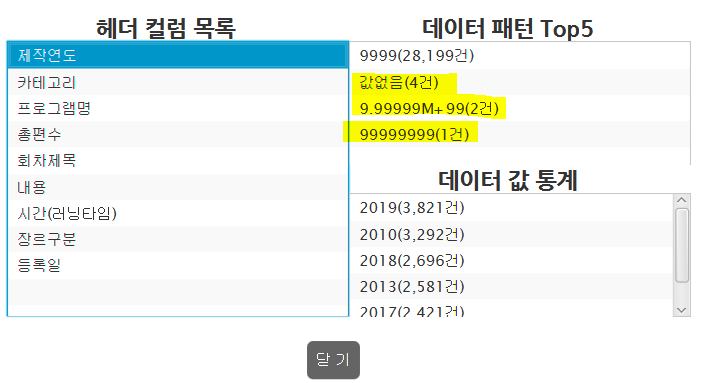 헤더 컬럼 목록
제작연도
카테고리
프로그램명
총편수
회차제목
내용
시간(러닝타임)
장르구분
등록일
데이터 패턴 Top5
9999(28,199건)
값없음(4건)
9.99999M+99(2건)
99999999(1건)
데이터 값 통계
2019(3,821건)
2010(3,292건)
2018(2,696건)
2013(2,581건)
2017(2,421건)
닫 기